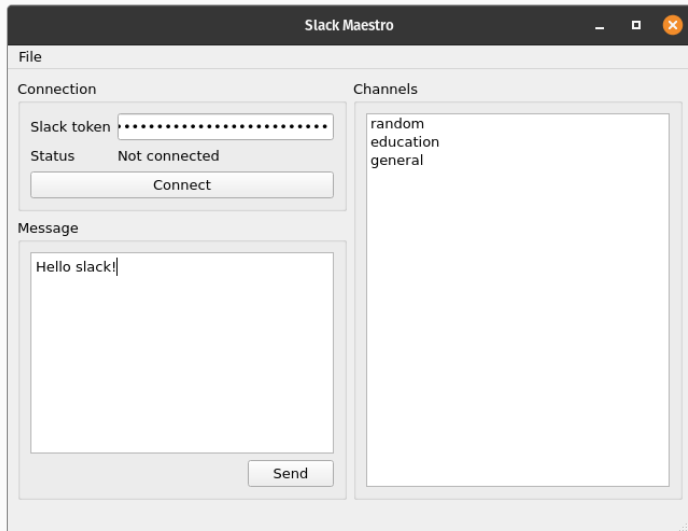 Slack Maestro
File
Connection
Slack token ••••••••••••••••••••••••••
Status Not connected
Connect
Message
Hello slack!
Send
Channels
random
education
general